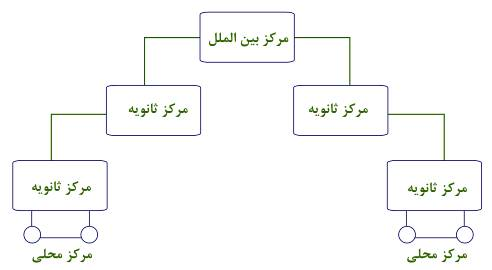 مرکز بین الملل
مرکز ثانویه
مرکز ثانویه
مرکز ثانویه
مرکز ثانویه
مرکز محلی
مرکز محلی